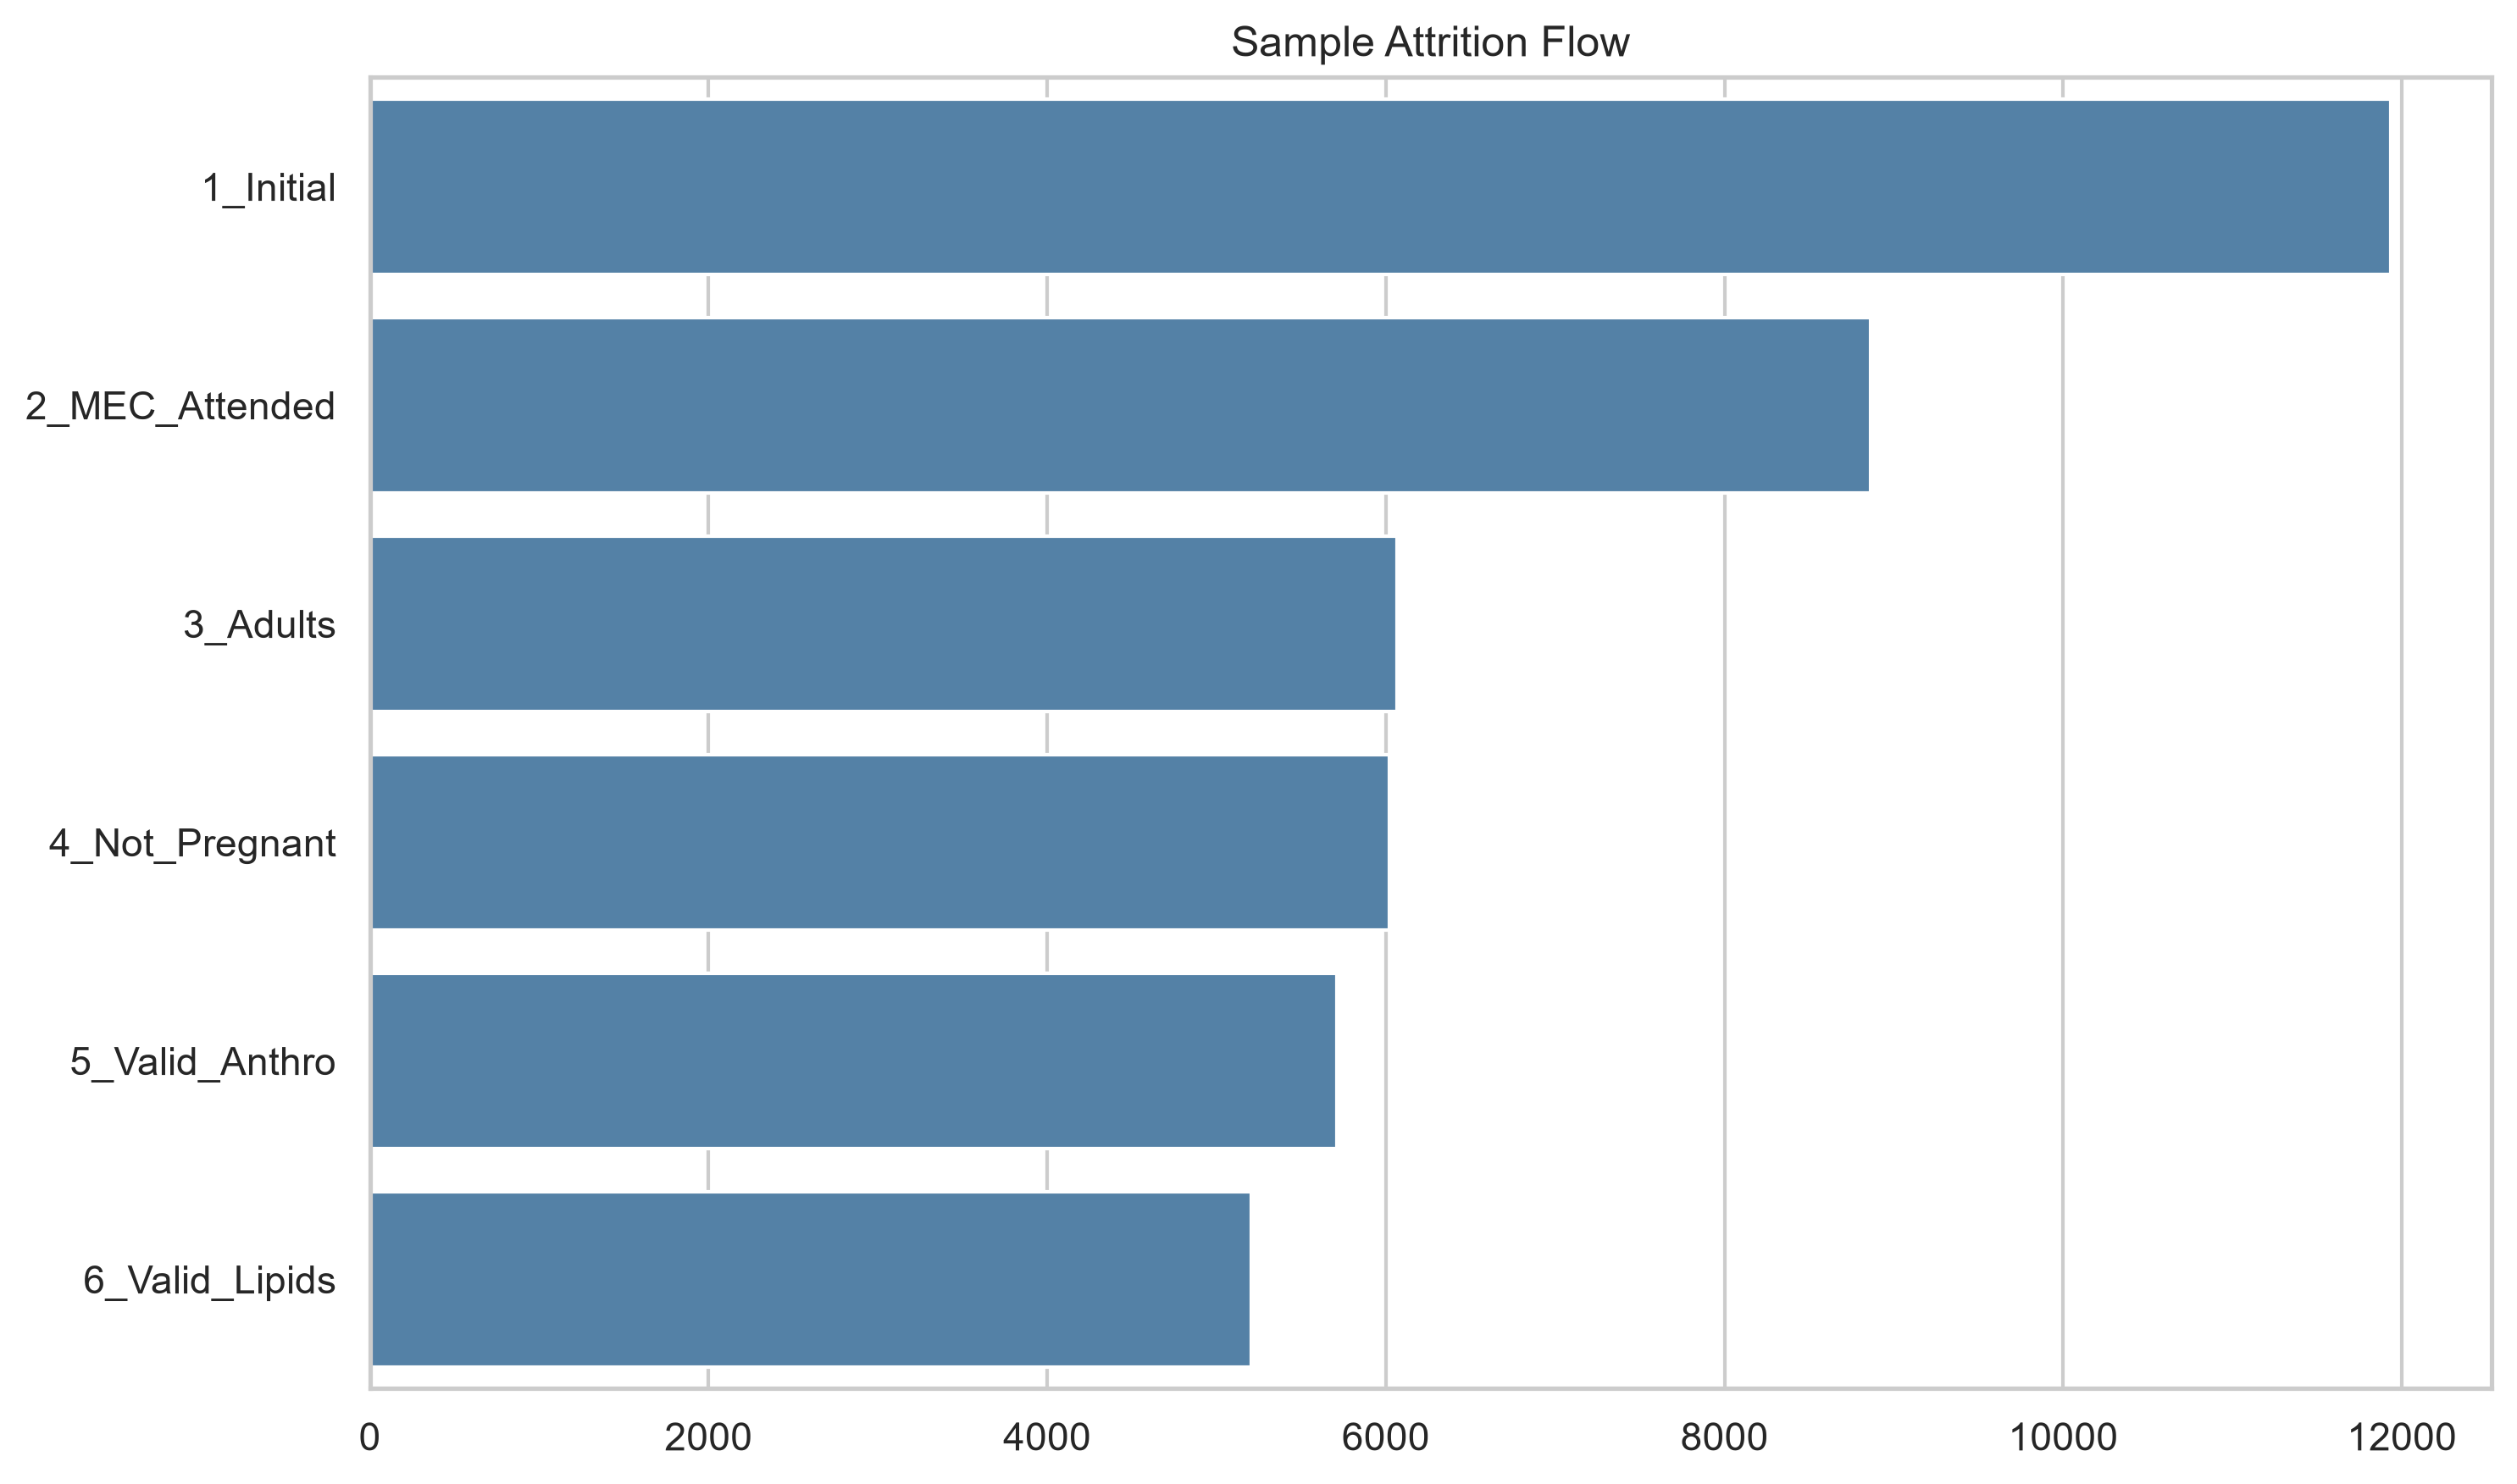 Sample Attrition Flow
1_Initial
2_MEC_Attended
3_Adults
4_Not_Pregnant
5_Valid_Anthro
6_Valid_Lipids
0 2000 4000 6000 8000 10000 12000